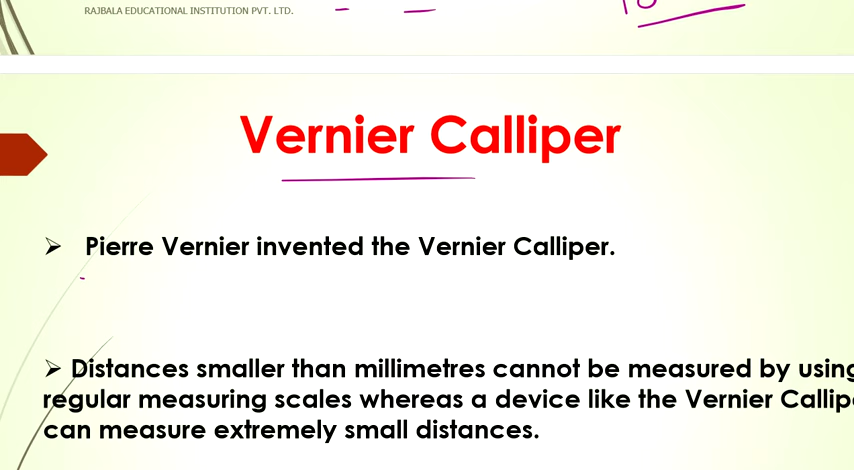 RAJBALA EDUCATIONAL INSTITUTION PVT. LTD.
Vernier Calliper
➢ Pierre Vernier invented the Vernier Calliper.
➢ Distances smaller than millimetres cannot be measured by using
regular measuring scales whereas a device like the Vernier
can measure extremely small distances.